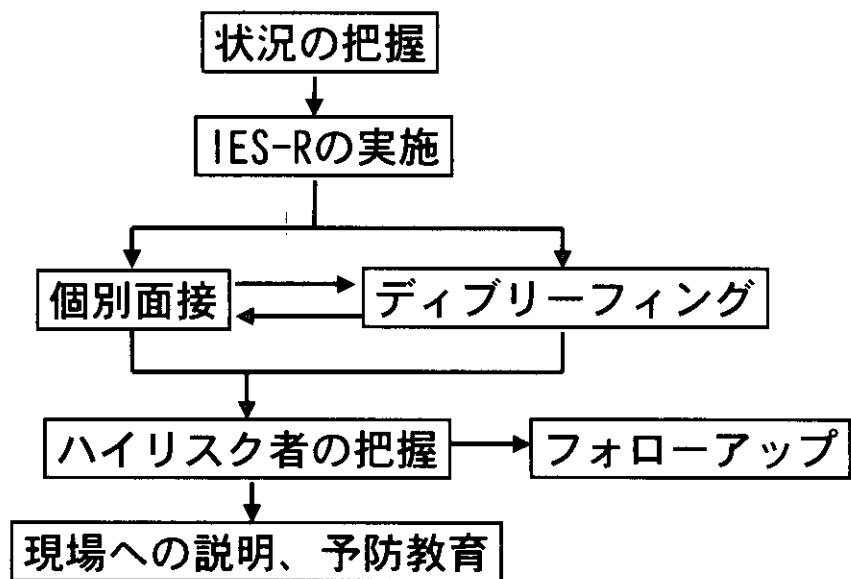 状況の把握
IES-Rの実施
個別面接
ディブリーフィング
ハイリスク者の把握
フォローアップ
現場への説明、予防教育